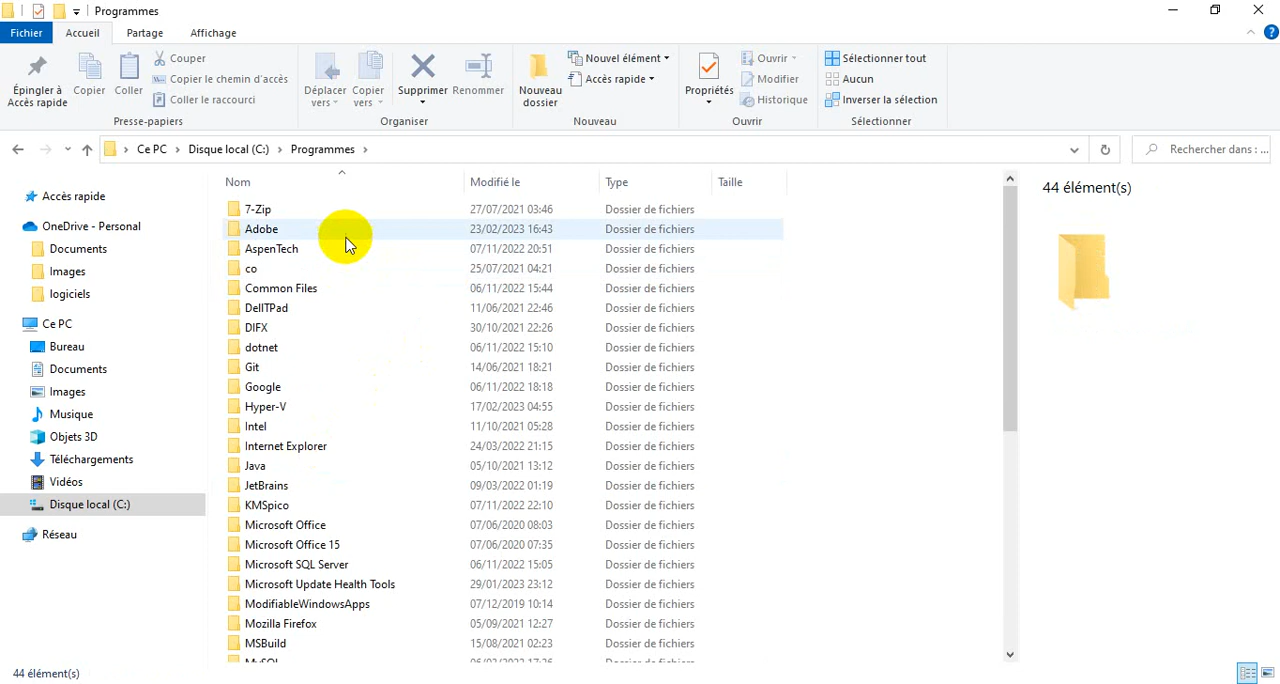 Programmes
Fichier Accueil Partage Affichage
Épingler à Accès rapide
Copier
Coller
Couper
Copier le chemin d'accès
Coller le raccourci
Presse-papiers
Déplacer vers
Copier vers
Supprimer
Renommer
Organiser
Nouveau dossier
Nouvel élément
Accès rapide
Nouveau
Propriétés
Ouvrir
Modifier
Historique
Ouvrir
Sélectionner tout
Aucun
Inverser la sélection
Sélectionner
Ce PC > Disque local (C:) > Programmes >
Rechercher dans : ...
Accès rapide
OneDrive - Personal
Documents
Images
logiciels
Ce PC
Bureau
Documents
Images
Musique
Objets 3D
Téléchargements
Vidéos
Disque local (C:)
Réseau
Nom Modifié le Type Taille
7-Zip 27/07/2021 03:46 Dossier de fichiers
Adobe 23/02/2023 16:43 Dossier de fichiers
AspenTech 07/11/2022 20:51 Dossier de fichiers
co 25/07/2021 04:21 Dossier de fichiers
Common Files 06/11/2022 15:44 Dossier de fichiers
DellTPad 11/06/2021 22:46 Dossier de fichiers
DIFX 30/10/2021 22:26 Dossier de fichiers
dotnet 06/11/2022 15:10 Dossier de fichiers
Git 14/06/2021 18:21 Dossier de fichiers
Google 06/11/2022 18:18 Dossier de fichiers
Hyper-V 17/02/2023 04:55 Dossier de fichiers
Intel 11/10/2021 05:28 Dossier de fichiers
Internet Explorer 24/03/2022 21:15 Dossier de fichiers
Java 05/10/2021 13:12 Dossier de fichiers
JetBrains 09/03/2022 01:19 Dossier de fichiers
KMSpico 07/11/2022 22:10 Dossier de fichiers
Microsoft Office 07/06/2020 08:03 Dossier de fichiers
Microsoft Office 15 07/06/2020 07:35 Dossier de fichiers
Microsoft SQL Server 06/11/2022 15:05 Dossier de fichiers
Microsoft Update Health Tools 29/01/2023 23:12 Dossier de fichiers
ModifiableWindowsApps 07/12/2019 10:14 Dossier de fichiers
Mozilla Firefox 05/09/2021 12:27 Dossier de fichiers
MSBuild 15/08/2021 02:23 Dossier de fichiers
44 élément(s)
44 élément(s)